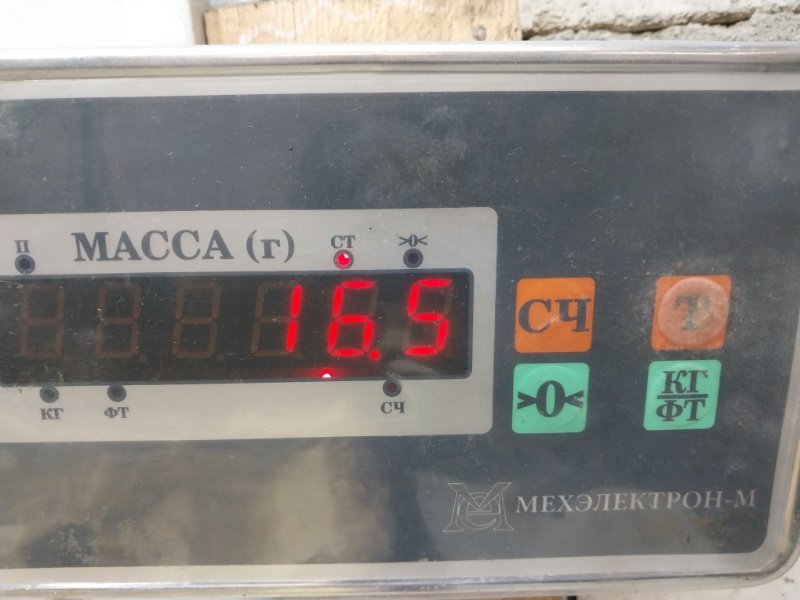 П МАССА (г) СТ >0<
16.5
КГ ФТ СЧ
СЧ Т
>0< КГ
ФТ
МЕХЭЛЕКТРОН-М